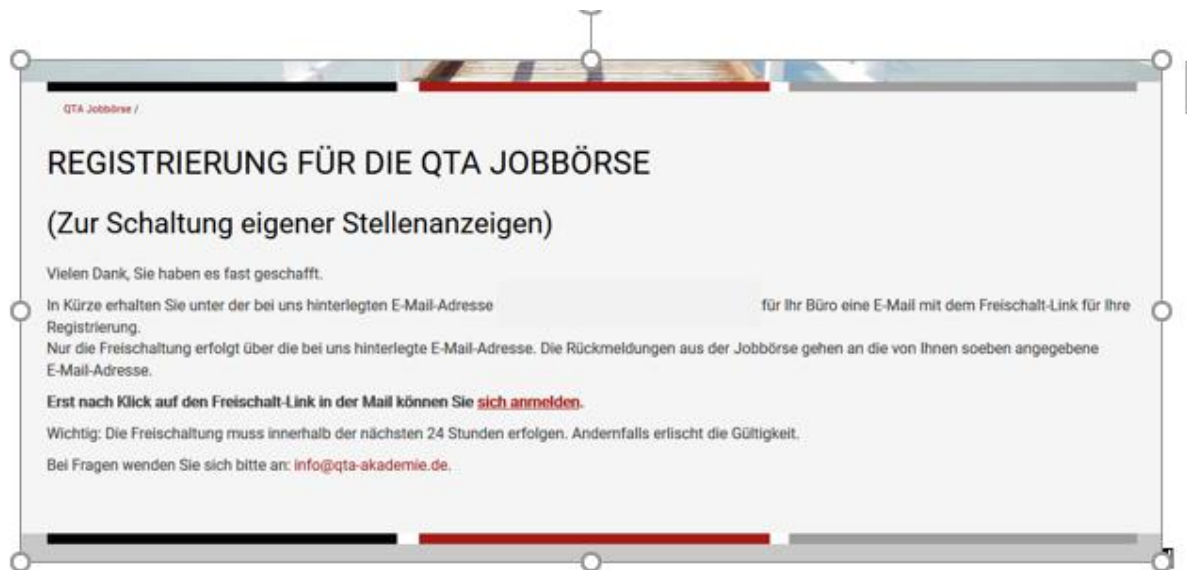 QTA Jobbörse /
REGISTRIERUNG FÜR DIE QTA JOBBÖRSE
(Zur Schaltung eigener Stellenanzeigen)
Vielen Dank, Sie haben es fast geschafft.
In Kürze erhalten Sie unter der bei uns hinterlegten E-Mail-Adresse für Ihr Büro eine E-Mail mit dem Freischalt-Link für Ihre
Registrierung.
Nur die Freischaltung erfolgt über die bei uns hinterlegte E-Mail-Adresse. Die Rückmeldungen aus der Jobbörse gehen an die von Ihnen soeben angegebene
E-Mail-Adresse.
Erst nach Klick auf den Freischalt-Link in der Mail können Sie sich anmelden.
Wichtig: Die Freischaltung muss innerhalb der nächsten 24 Stunden erfolgen. Andernfalls erlischt die Gültigkeit.
Bei Fragen wenden Sie sich bitte an: info@qta-akademie.de.